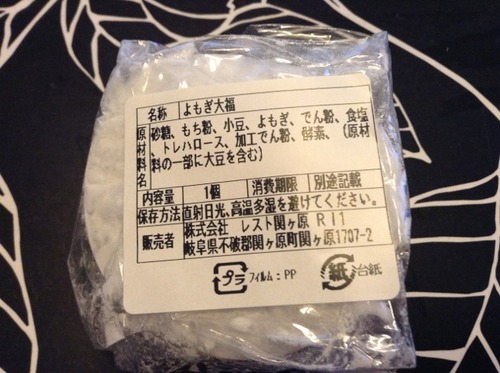 名称 よもぎ大福
原材料名 砂糖、もち粉、小豆、よもぎ、でん粉、食塩
、トレハロース、加工でん粉、酵素、（原材
料の一部に大豆を含む）
内容量 1個 消費期限 別途記載
保存方法 直射日光、高温多湿を避けてください。
販売者 株式会社 レスト関ヶ原 RI1
岐阜県不破郡関ヶ原町関ヶ原1707-2
プラ フィルム：PP 紙 台紙